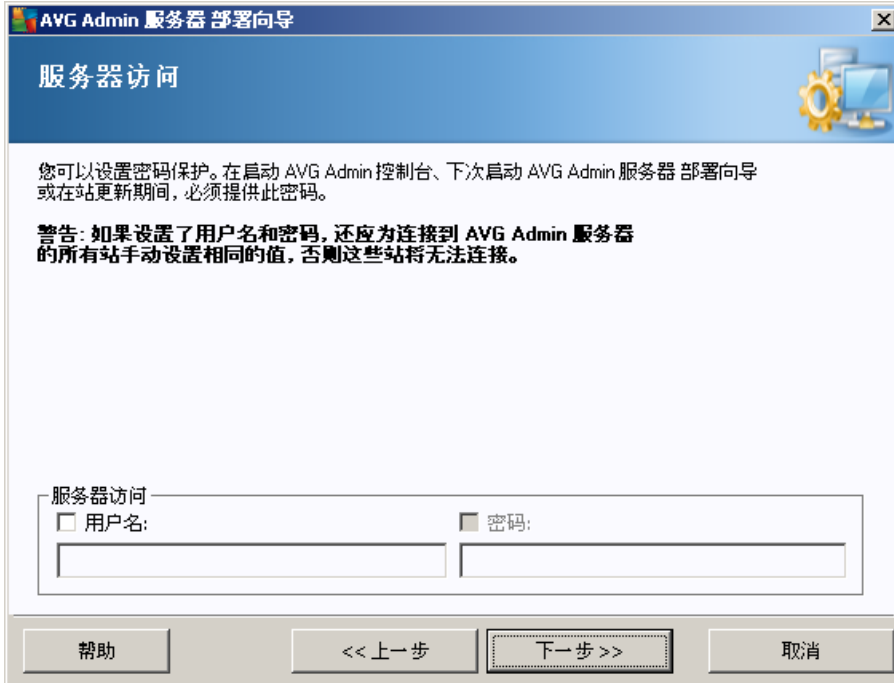 AVG Admin 服务器 部署向导
服务器访问
您可以设置密码保护。在启动 AVG Admin 控制台、下次启动 AVG Admin 服务器 部署向导
或在站更新期间, 必须提供此密码。
警告: 如果设置了用户名和密码, 还应为连接到 AVG Admin 服务器
的所有站手动设置相同的值, 否则这些站将无法连接。
服务器访问
用户名:
密码:
帮助
<< 上一步
下一步 >>
取消